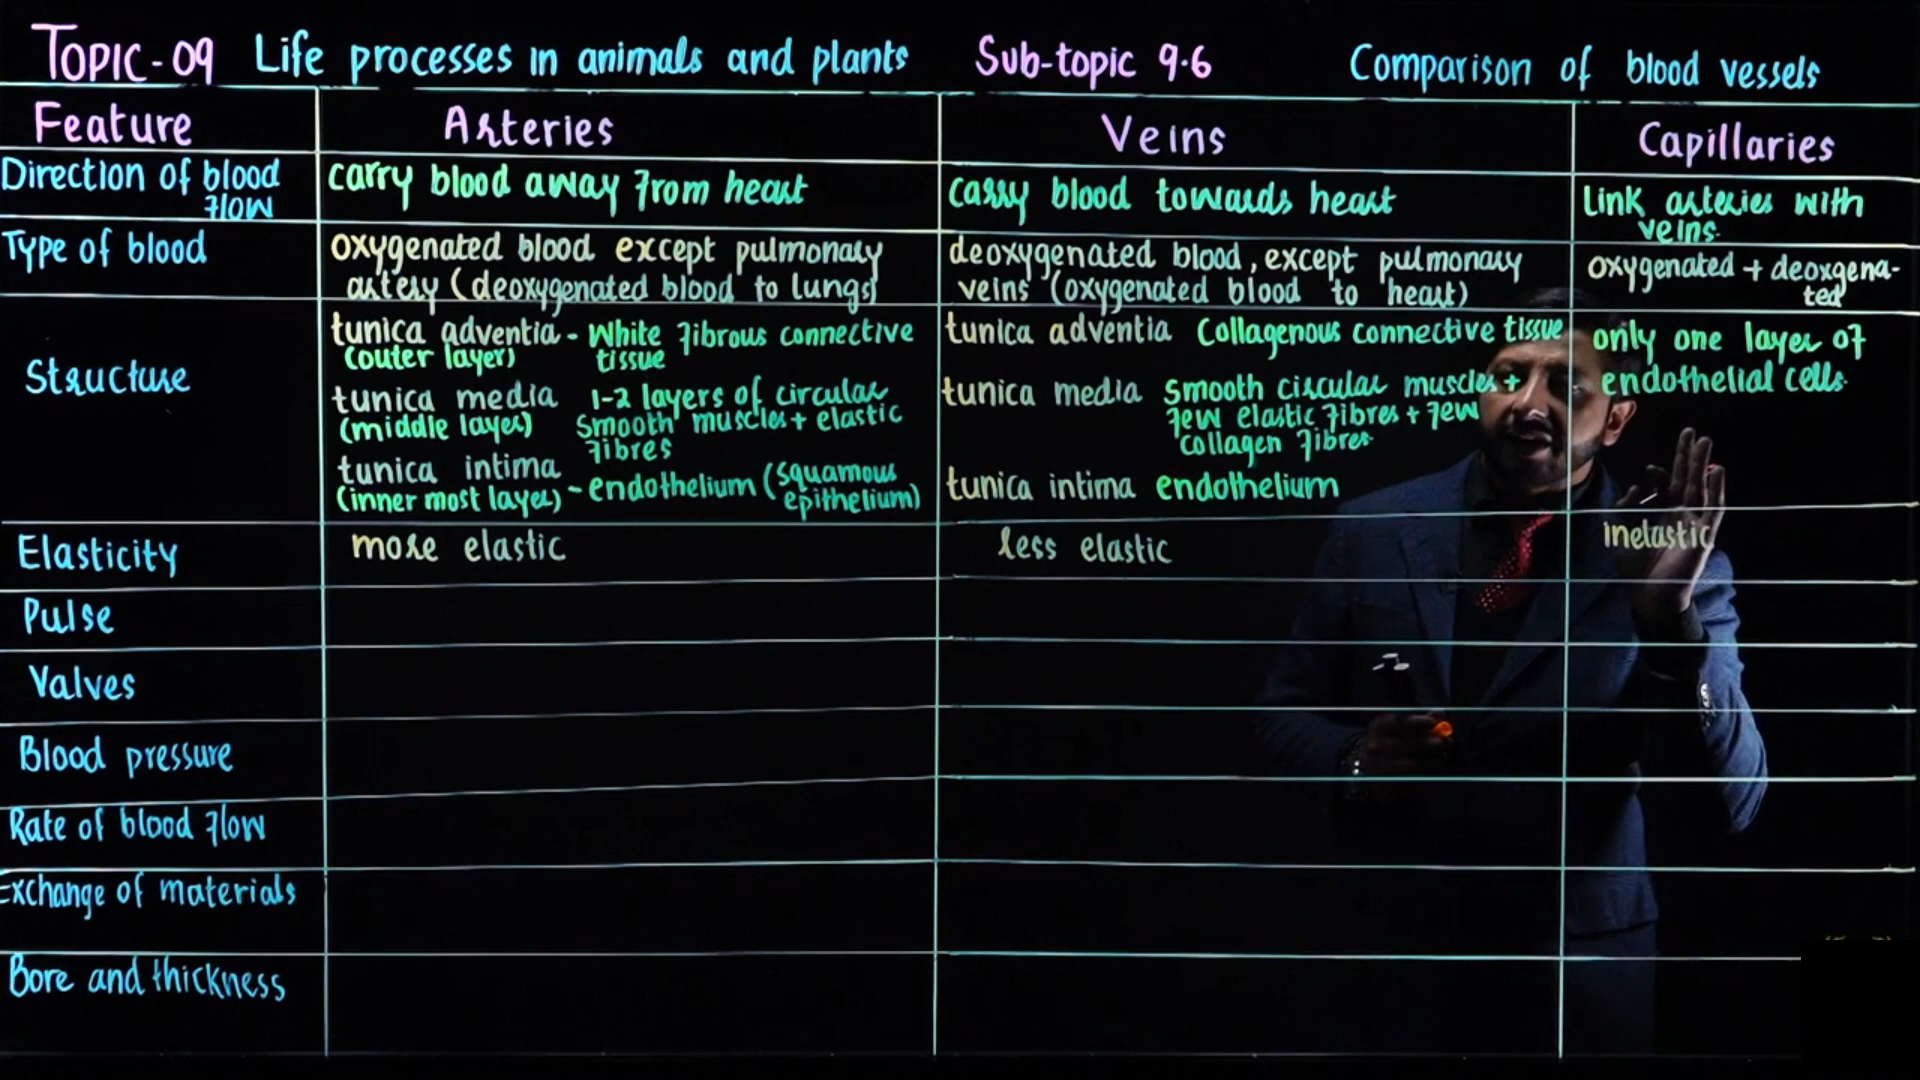 TOPIC-09 Life processes in animals and plants Sub-topic 9.6 Comparison of blood vessels
Feature Arteries Veins Capillaries
Direction of blood flow
carry blood away from heart
carry blood towards heart
Link arteries with
veins.
Type of blood
oxygenated blood except pulmonary
artery (deoxygenated blood to lungs)
deoxygenated blood, except pulmonary
veins (oxygenated blood to heart)
oxygenated + deoxgena-
ted
Structure
tunica adventia - White fibrous connective
(outer layer) tissue
tunica media 1-2 layers of circular
(middle layer) smooth muscles + elastic
fibres
tunica intima
(inner most layer) - endothelium (squamous
epithelium)
tunica adventia Collagenous connective tissue
tunica media smooth circular muscles +
few elastic fibres + few
collagen fibres.
tunica intima endothelium
only one layer of
endothelial cells.
Elasticity more elastic less elastic inelastic
Pulse
Valves
Blood pressure
Rate of blood flow
Exchange of materials
Bore and thickness